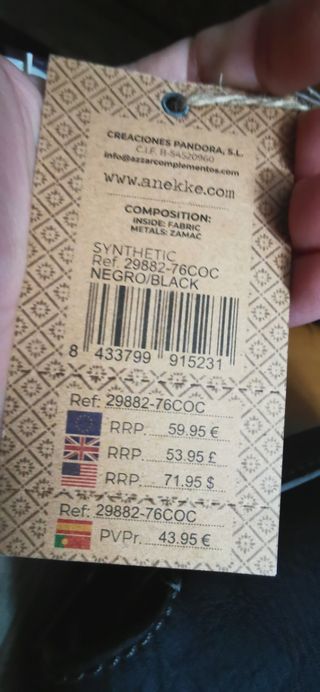 CREACIONES PANDORA, S.L.
C.I.F. B-54520960
info@azzarcomplementos.com
www.anekke.com
COMPOSITION:
INSIDE: FABRIC
METALS: ZAMAC
SYNTHETIC
Ref 29882-76COC
NEGRO/BLACK
8 433799 915231
Ref: 29882-76COC
RRP. 59.95 €
RRP. 53.95 £
RRP. 71.95 $
Ref: 29882-76COC
PVPr. 43.95 €